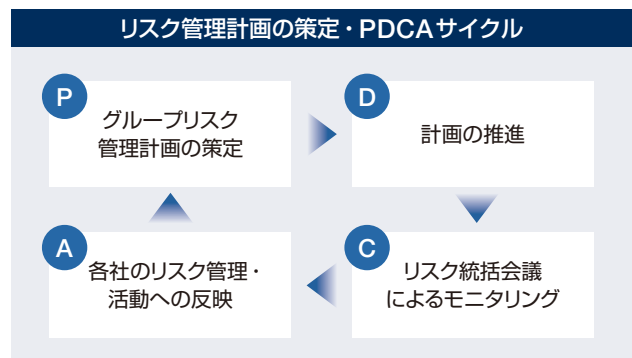 リスク管理計画の策定・PDCAサイクル
P
グループリスク
管理計画の策定
D
計画の推進
A
各社のリスク管理・
活動への反映
C
リスク統括会議
によるモニタリング